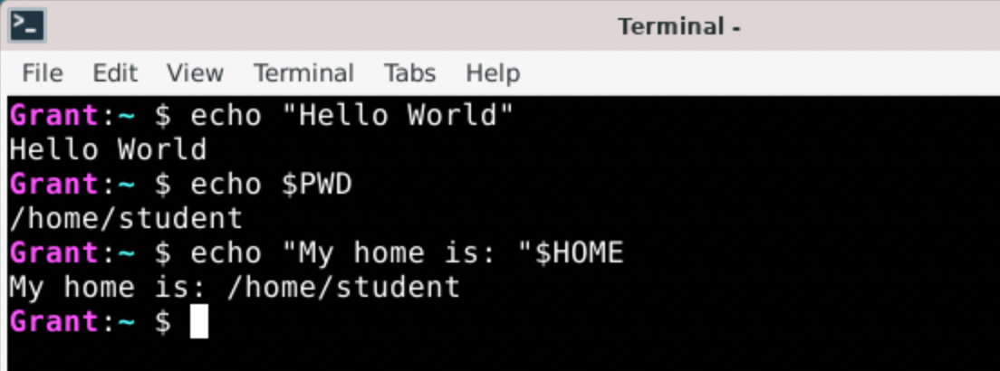 Terminal -
File Edit View Terminal Tabs Help
Grant:~ $ echo "Hello World"
Hello World
Grant:~ $ echo $PWD
/home/student
Grant:~ $ echo "My home is: "$HOME
My home is: /home/student
Grant:~ $